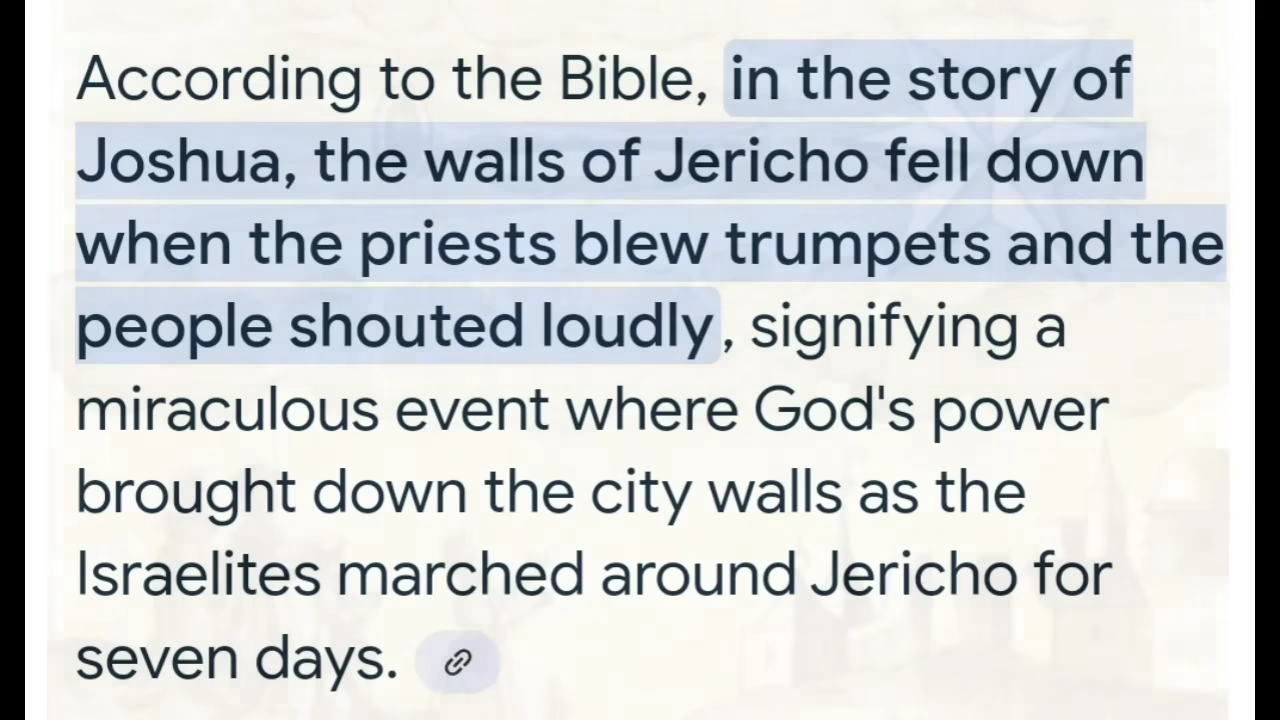 According to the Bible, in the story of
Joshua, the walls of Jericho fell down
when the priests blew trumpets and the
people shouted loudly, signifying a
miraculous event where God's power
brought down the city walls as the
Israelites marched around Jericho for
seven days.